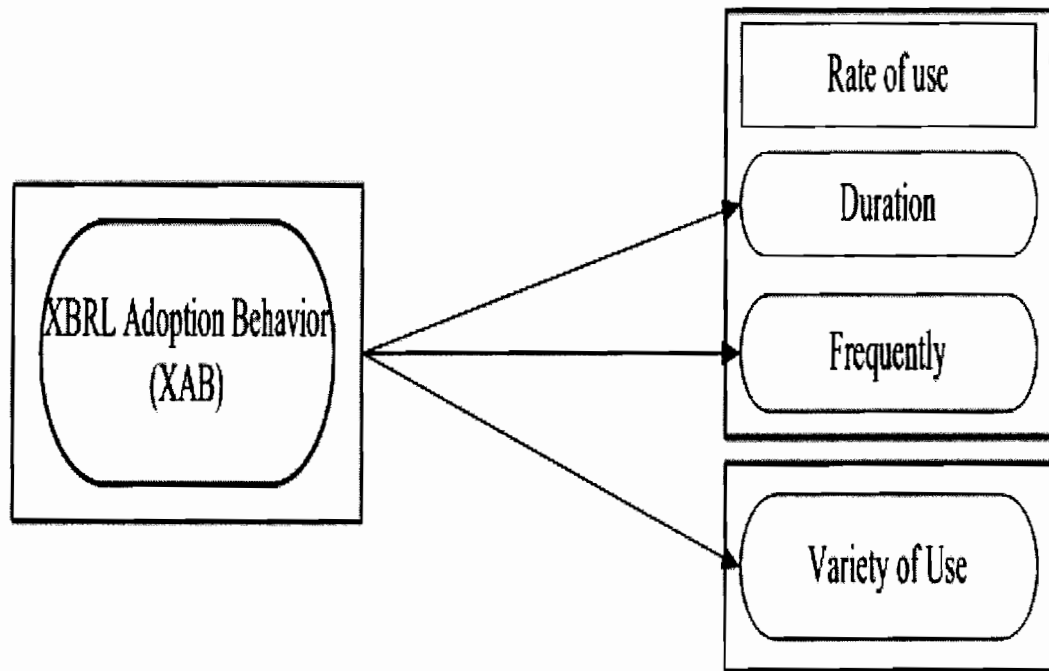 Rate of use
Duration
XBRL Adoption Behavior
(XAB)
Frequently
Variety of Use